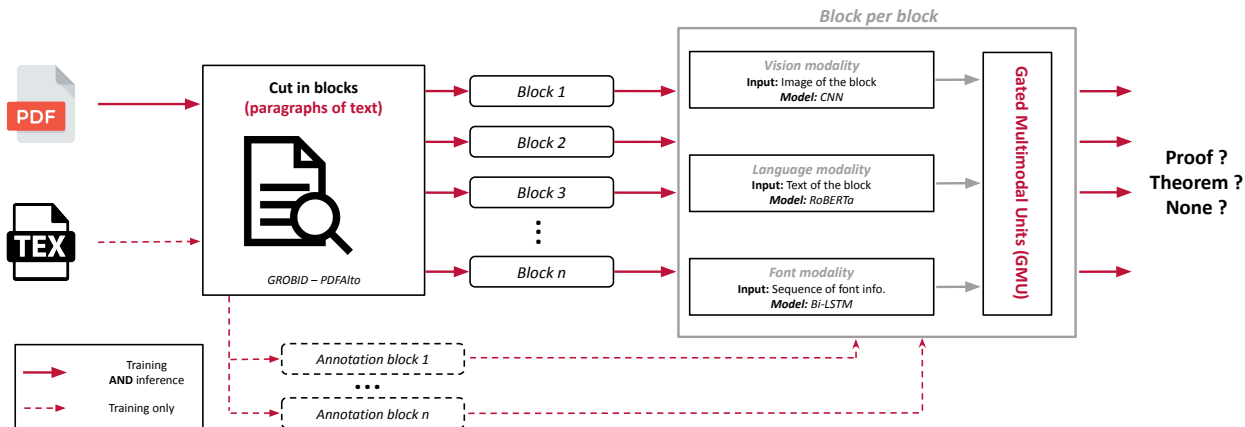 Block per block
PDF
Cut in blocks
(paragraphs of text)
GROBID – PDFAlto
TEX
Block 1
Block 2
Block 3
Block n
Vision modality
Input: Image of the block
Model: CNN
Language modality
Input: Text of the block
Model: RoBERTa
Font modality
Input: Sequence of font info.
Model: Bi-LSTM
Gated Multimodal Units (GMU)
Proof ?
Theorem ?
None ?
Annotation block 1
Annotation block n
Training
AND inference
Training only